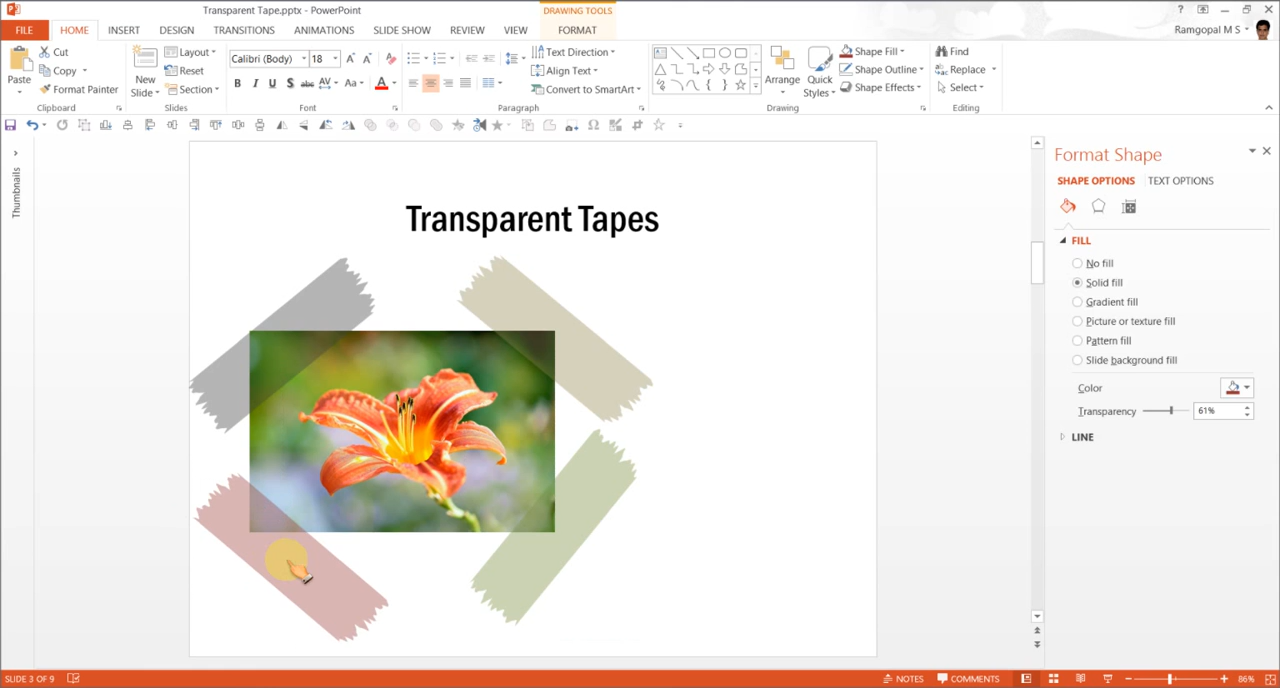 Transparent Tape.pptx - PowerPoint
DRAWING TOOLS
?
Ramgopal M S
FILE
HOME
INSERT
DESIGN
TRANSITIONS
ANIMATIONS
SLIDE SHOW
REVIEW
VIEW
FORMAT
Paste
Cut
Copy
Format Painter
Clipboard
New Slide
Layout
Reset
Section
Slides
Calibri (Body)
18
B I U S abc AV Aa A
Font
Text Direction
Align Text
Convert to SmartArt
Paragraph
Arrange
Quick Styles
Shape Fill
Shape Outline
Shape Effects
Drawing
Find
Replace
Select
Editing
Thumbnails
Transparent Tapes
Format Shape
SHAPE OPTIONS
TEXT OPTIONS
FILL
No fill
Solid fill
Gradient fill
Picture or texture fill
Pattern fill
Slide background fill
Color
Transparency
61%
LINE
SLIDE 3 OF 9
NOTES
COMMENTS
86%